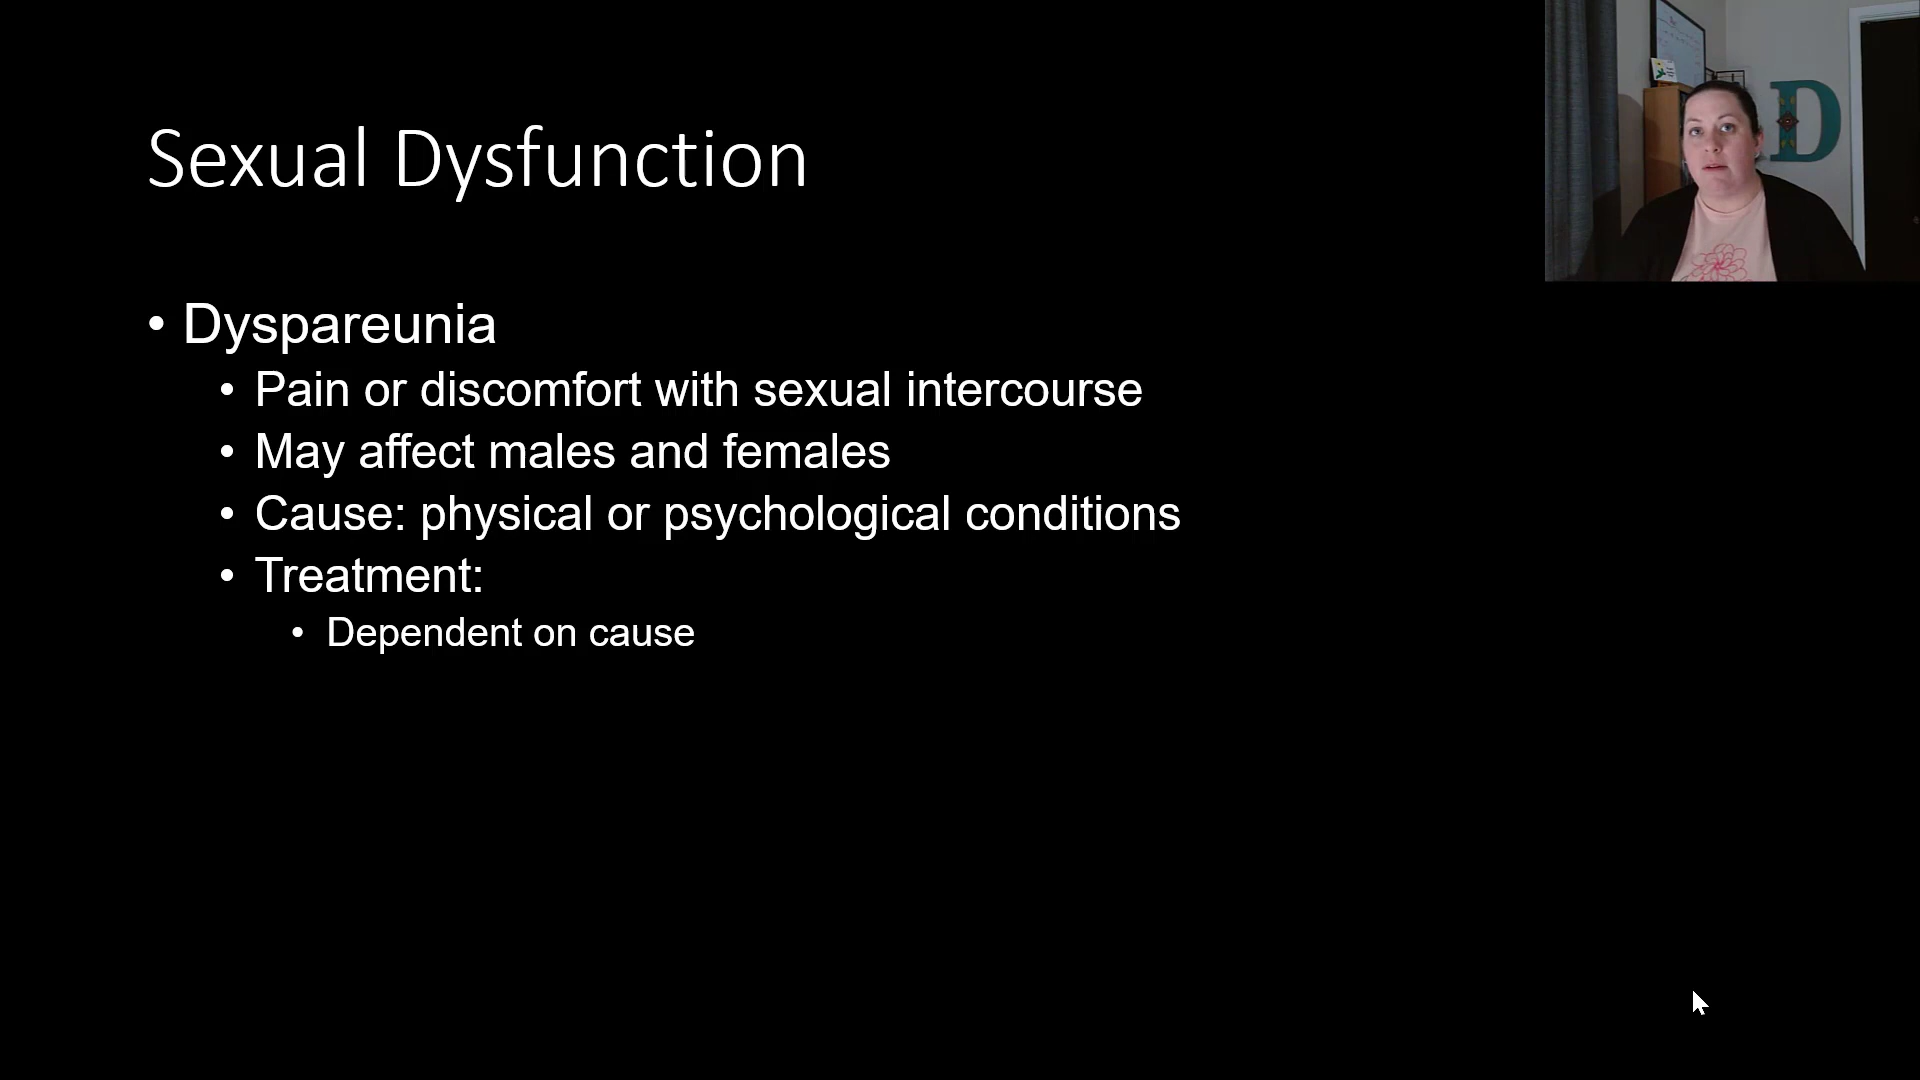 Sexual Dysfunction
• Dyspareunia
• Pain or discomfort with sexual intercourse
• May affect males and females
• Cause: physical or psychological conditions
• Treatment:
• Dependent on cause
D